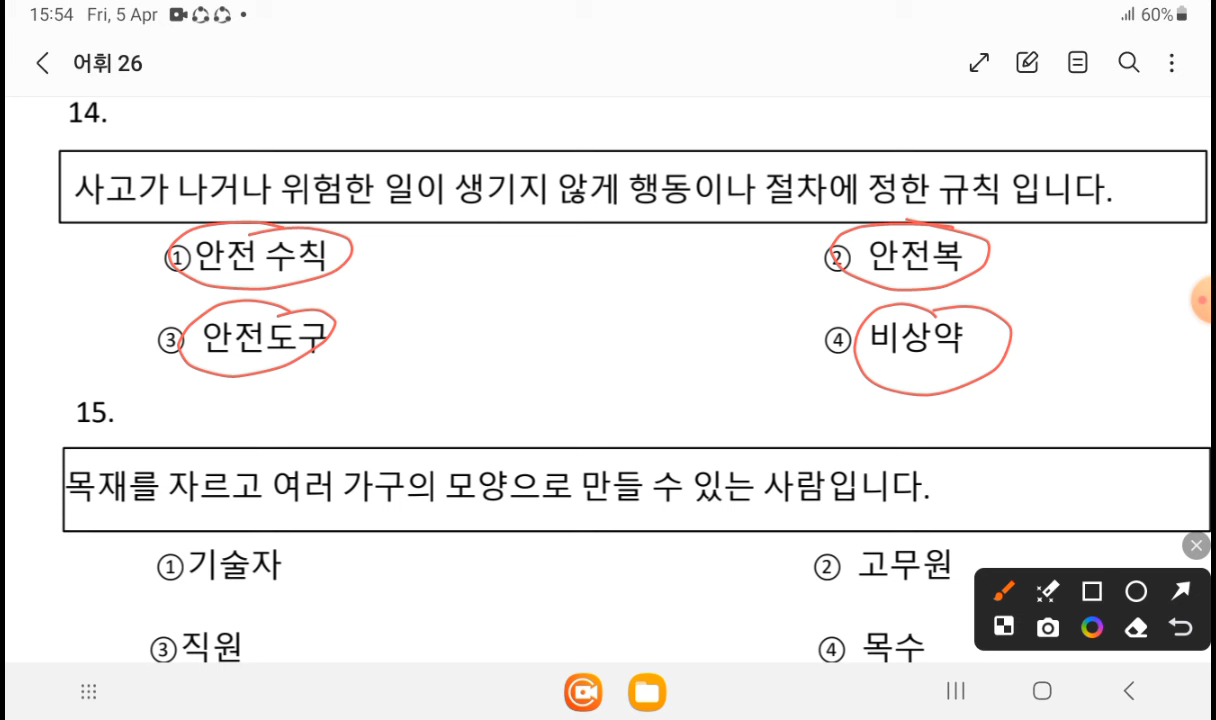 15:54 Fri, 5 Apr 60%
어휘 26
14.
사고가 나거나 위험한 일이 생기지 않게 행동이나 절차에 정한 규칙 입니다.
①안전 수칙 ② 안전복
③ 안전도구 ④ 비상약
15.
목재를 자르고 여러 가구의 모양으로 만들 수 있는 사람입니다.
①기술자 ② 고무원
③직원 ④ 목수